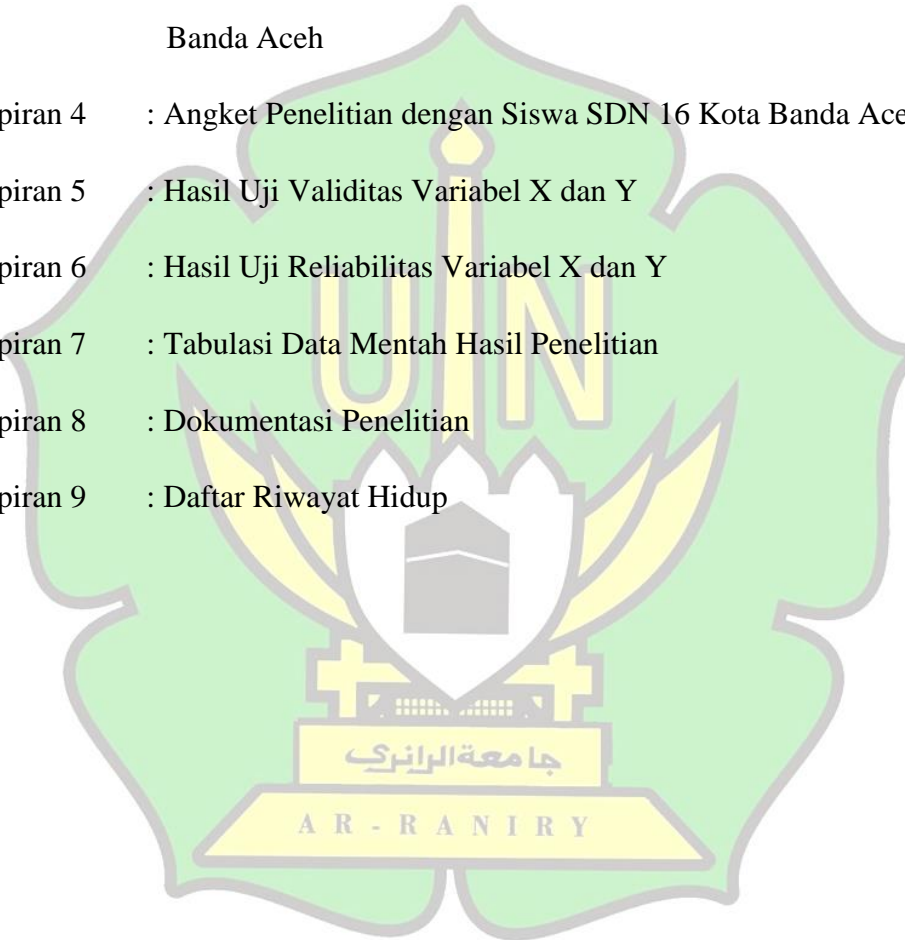 Banda Aceh
piran 4 : Angket Penelitian dengan Siswa SDN 16 Kota Banda Ace
piran 5 : Hasil Uji Validitas Variabel X dan Y
piran 6 : Hasil Uji Reliabilitas Variabel X dan Y
piran 7 : Tabulasi Data Mentah Hasil Penelitian
piran 8 : Dokumentasi Penelitian
piran 9 : Daftar Riwayat Hidup
UIN
جامعةالرانري
AR-RANIRY